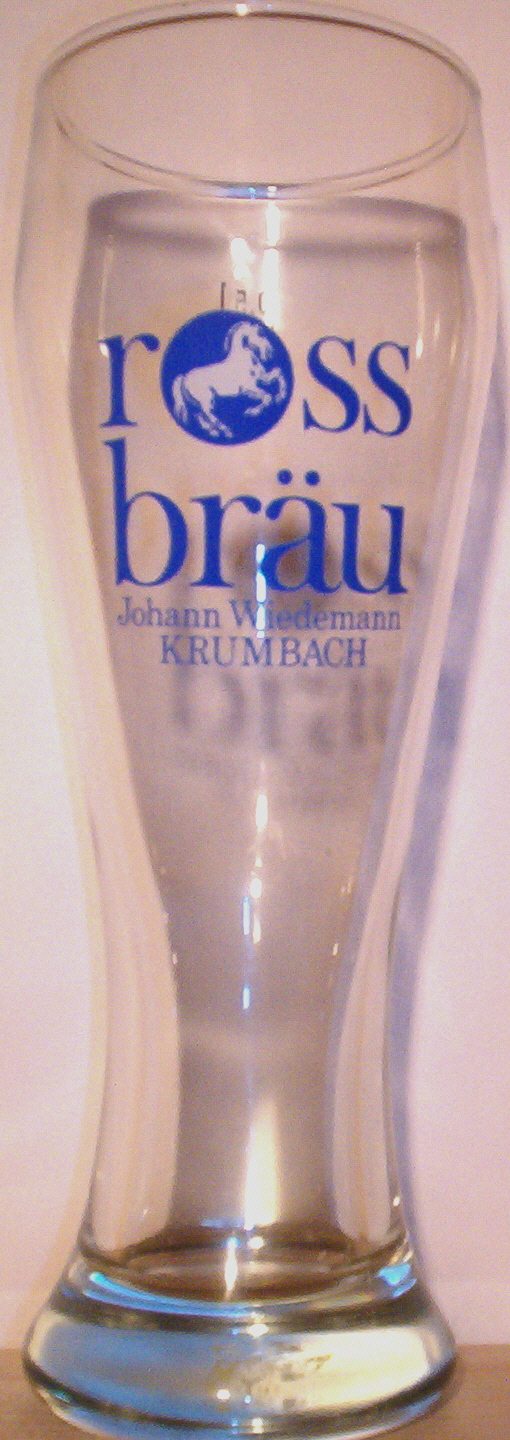 ross
bräu
Johann Wiedemann
KRUMBACH